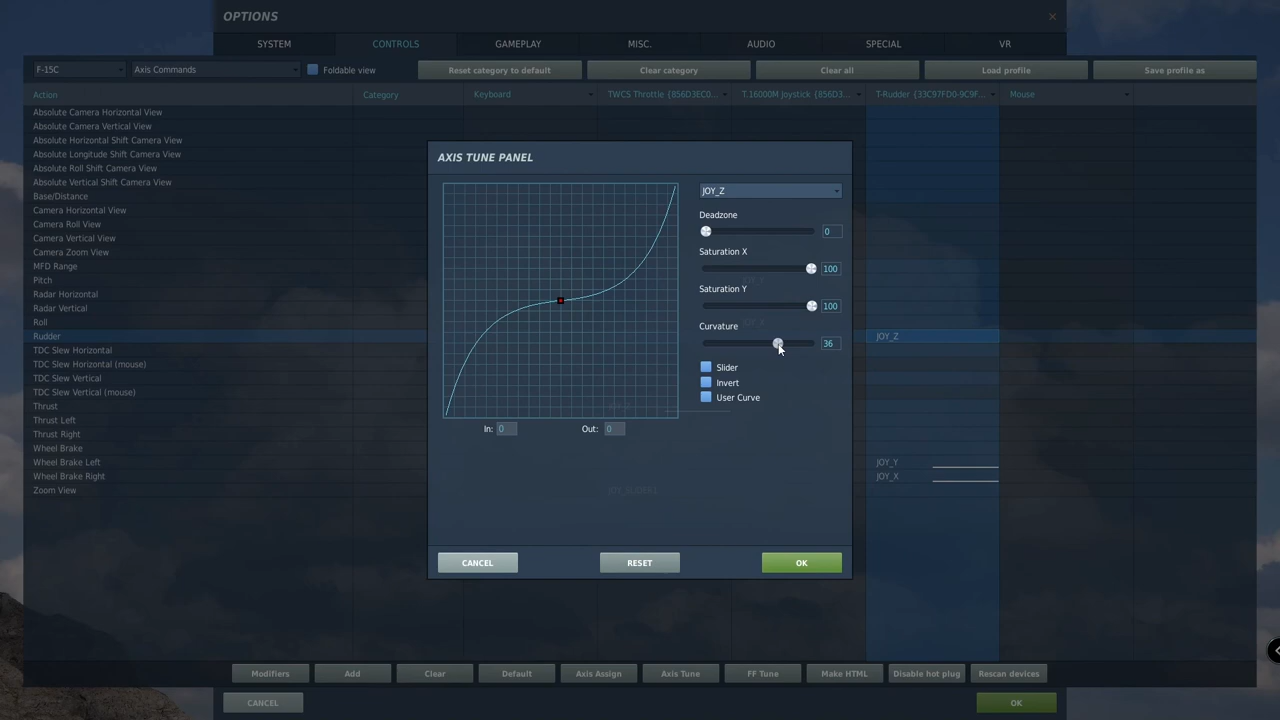 OPTIONS
SYSTEM CONTROLS GAMEPLAY MISC. AUDIO SPECIAL VR
F-15C Axis Commands Foldable view Reset category to default Clear category Clear all Load profile Save profile as
Action Category Keyboard TWCS Throttle {856D3EC0... T.16000M Joystick {856D3... T-Rudder {33C97FD0-9C9F... Mouse
Absolute Camera Horizontal View
Absolute Camera Vertical View
Absolute Horizontal Shift Camera View
Absolute Longitude Shift Camera View
Absolute Roll Shift Camera View
Absolute Vertical Shift Camera View
Base/Distance
Camera Horizontal View
Camera Roll View
Camera Vertical View
Camera Zoom View
MFD Range
Pitch
Radar Horizontal
Radar Vertical
Roll
Rudder JOY_Z
TDC Slew Horizontal
TDC Slew Horizontal (mouse)
TDC Slew Vertical
TDC Slew Vertical (mouse)
Thrust
Thrust Left
Thrust Right
Wheel Brake
Wheel Brake Left JOY_Y
Wheel Brake Right JOY_X
Zoom View
AXIS TUNE PANEL
JOY_Z
Deadzone
0
Saturation X
100
Saturation Y
100
Curvature
36
Slider
Invert
User Curve
In: 0 Out: 0
JOY_SLIDER1
CANCEL RESET OK
Modifiers Add Clear Default Axis Assign Axis Tune FF Tune Make HTML Disable hot plug Rescan devices
CANCEL OK